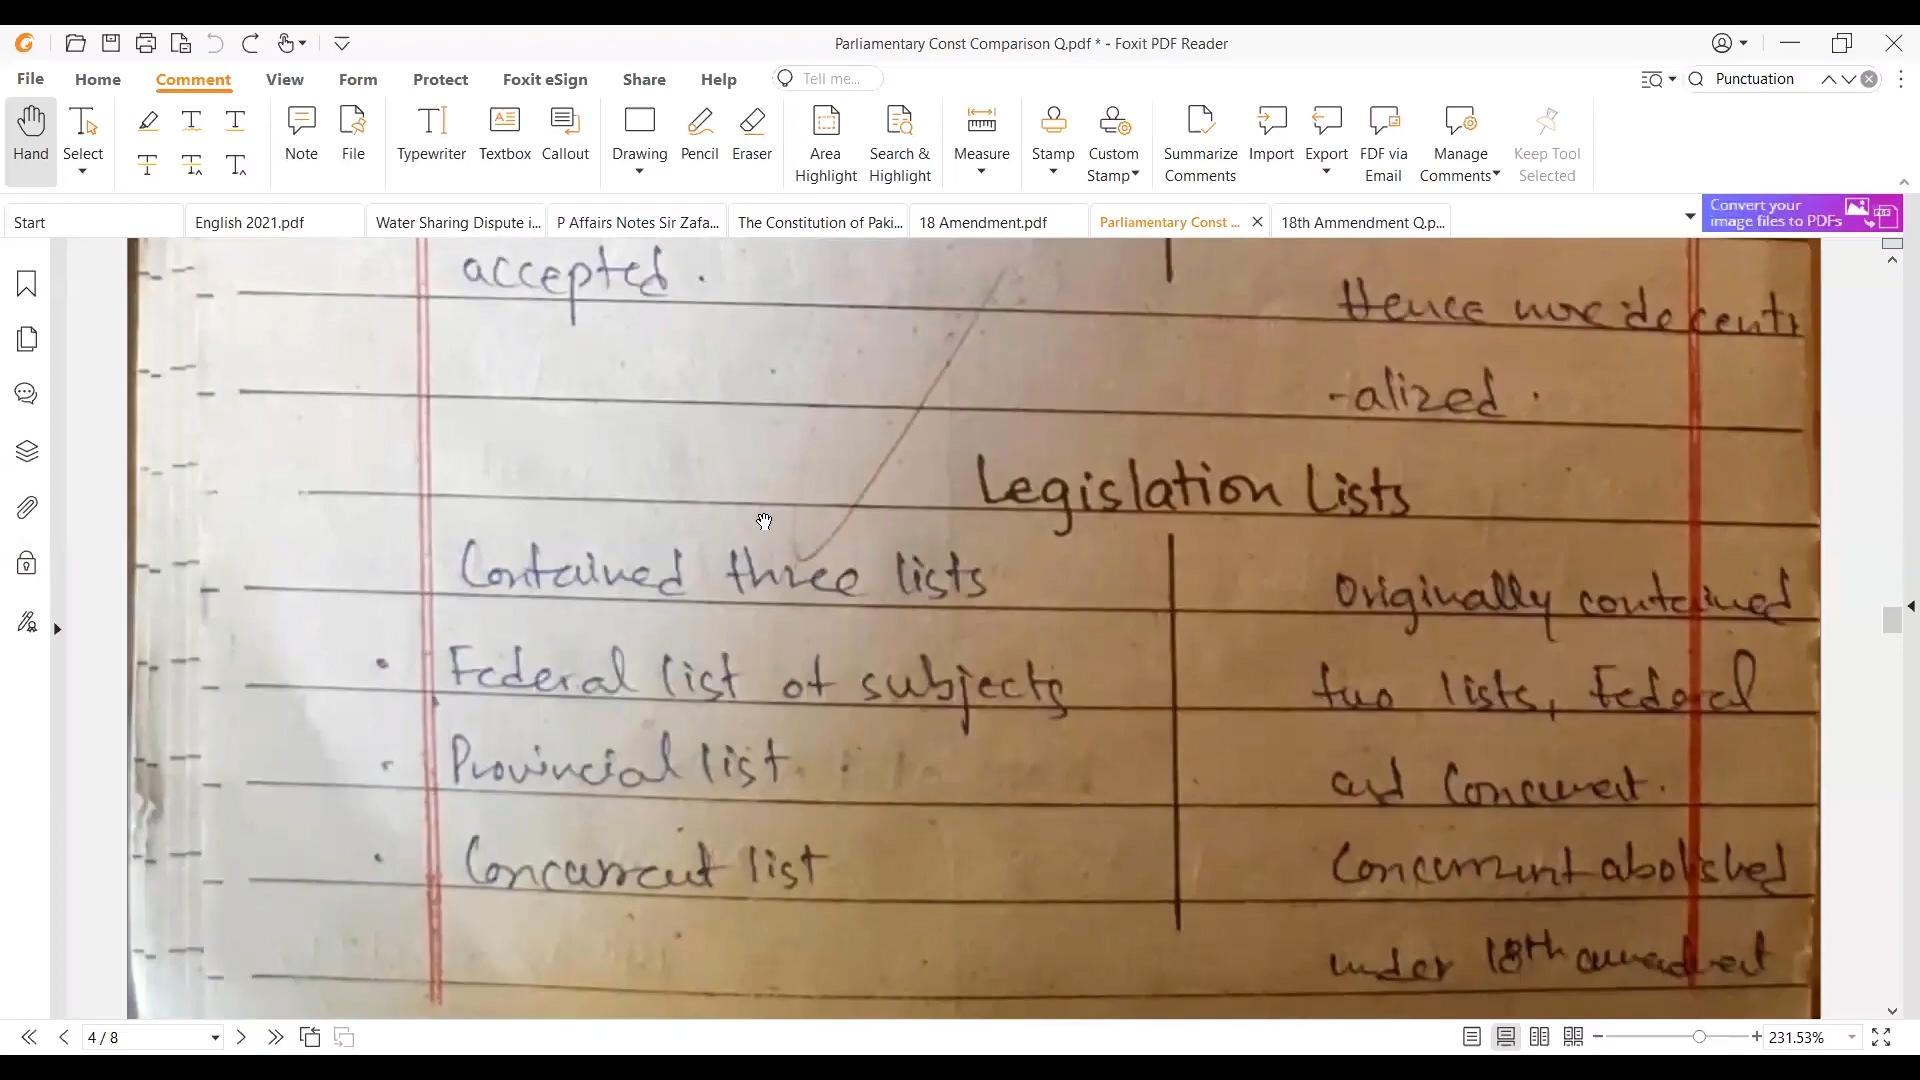 Parliamentary Const Comparison Q.pdf * - Foxit PDF Reader
File Home Comment View Form Protect Foxit eSign Share Help Tell me... Punctuation
Hand Select Note File Typewriter Textbox Callout Drawing Pencil Eraser Area Highlight Search & Highlight Measure Stamp Custom Stamp Summarize Comments Import Export FDF via Email Manage Comments Keep Tool Selected
Start English 2021.pdf Water Sharing Dispute i... P Affairs Notes Sir Zafa... The Constitution of Paki... 18 Amendment.pdf Parliamentary Const ... 18th Ammendment Q.p...
Convert your
image files to PDFs
accepted.
Hence more decentr
-alized.
Legislation Lists
Contained three lists
• Federal list of subjects
• Provincial list.
• Concurrent list
Originally contained
two lists, Federal
and Concurrent.
Concurrent abolished
under 18th amendment
4 / 8
231.53%